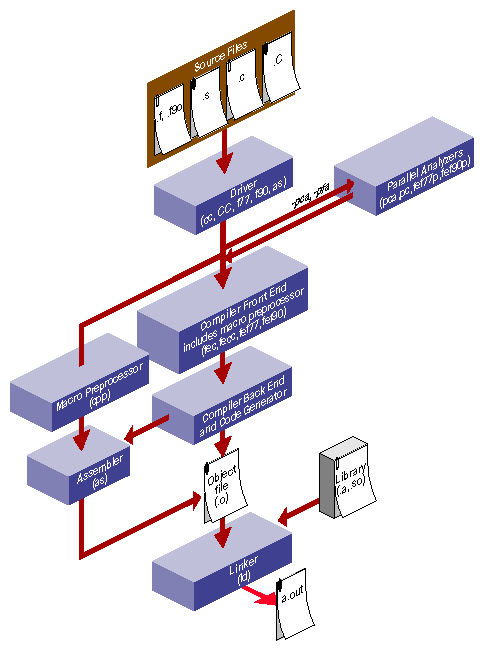 Source Files
.f, .f90
.s
.c
.C
Driver
(cc, CC, f77, f90, as)
-pca, -pfa
Parallel Analyzers
(pca,pc,fef77p,fef90p)
Compiler Front End
includes macro preprocessor
(fec,fecc,fef77,fef90)
Macro Preprocessor
(cpp)
Compiler Back End
and Code Generator
Assembler
(as)
Object
file
(.o)
Library
(.a, so)
Linker
(ld)
a.out